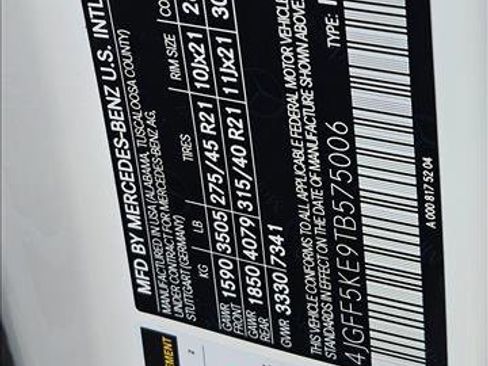 MFD BY MERCEDES-BENZ U.S. INTL
MANUFACTURED IN USA (ALABAMA, TUSCALOOSA COUNTY)
UNDER CONTRACT FOR MERCEDES-BENZ AG,
STUTTGART (GERMANY)
KG LB TIRES RIM SIZE CO
GAWR FRONT 1590 3505 275/45 R21 10Jx21
GAWR REAR 1850 4079 315/40 R21 11Jx21 30
GVWR 3330/7341
THIS VEHICLE CONFORMS TO ALL APPLICABLE FEDERAL MOTOR VEHICLE
STANDARDS IN EFFECT ON THE DATE OF MANUFACTURE SHOWN ABOVE.
4JGFF5KE9TB575006 TYPE:
A 000 817 52 04